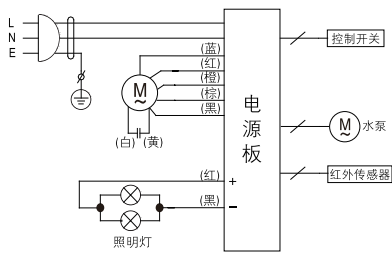 L
N
E
(蓝)
(红)
(橙)
(棕)
(黑)
M
~
(白)
(黄)
(红)
+
(黑)
−
照明灯
电源板
控制开关
M
~
水泵
红外传感器